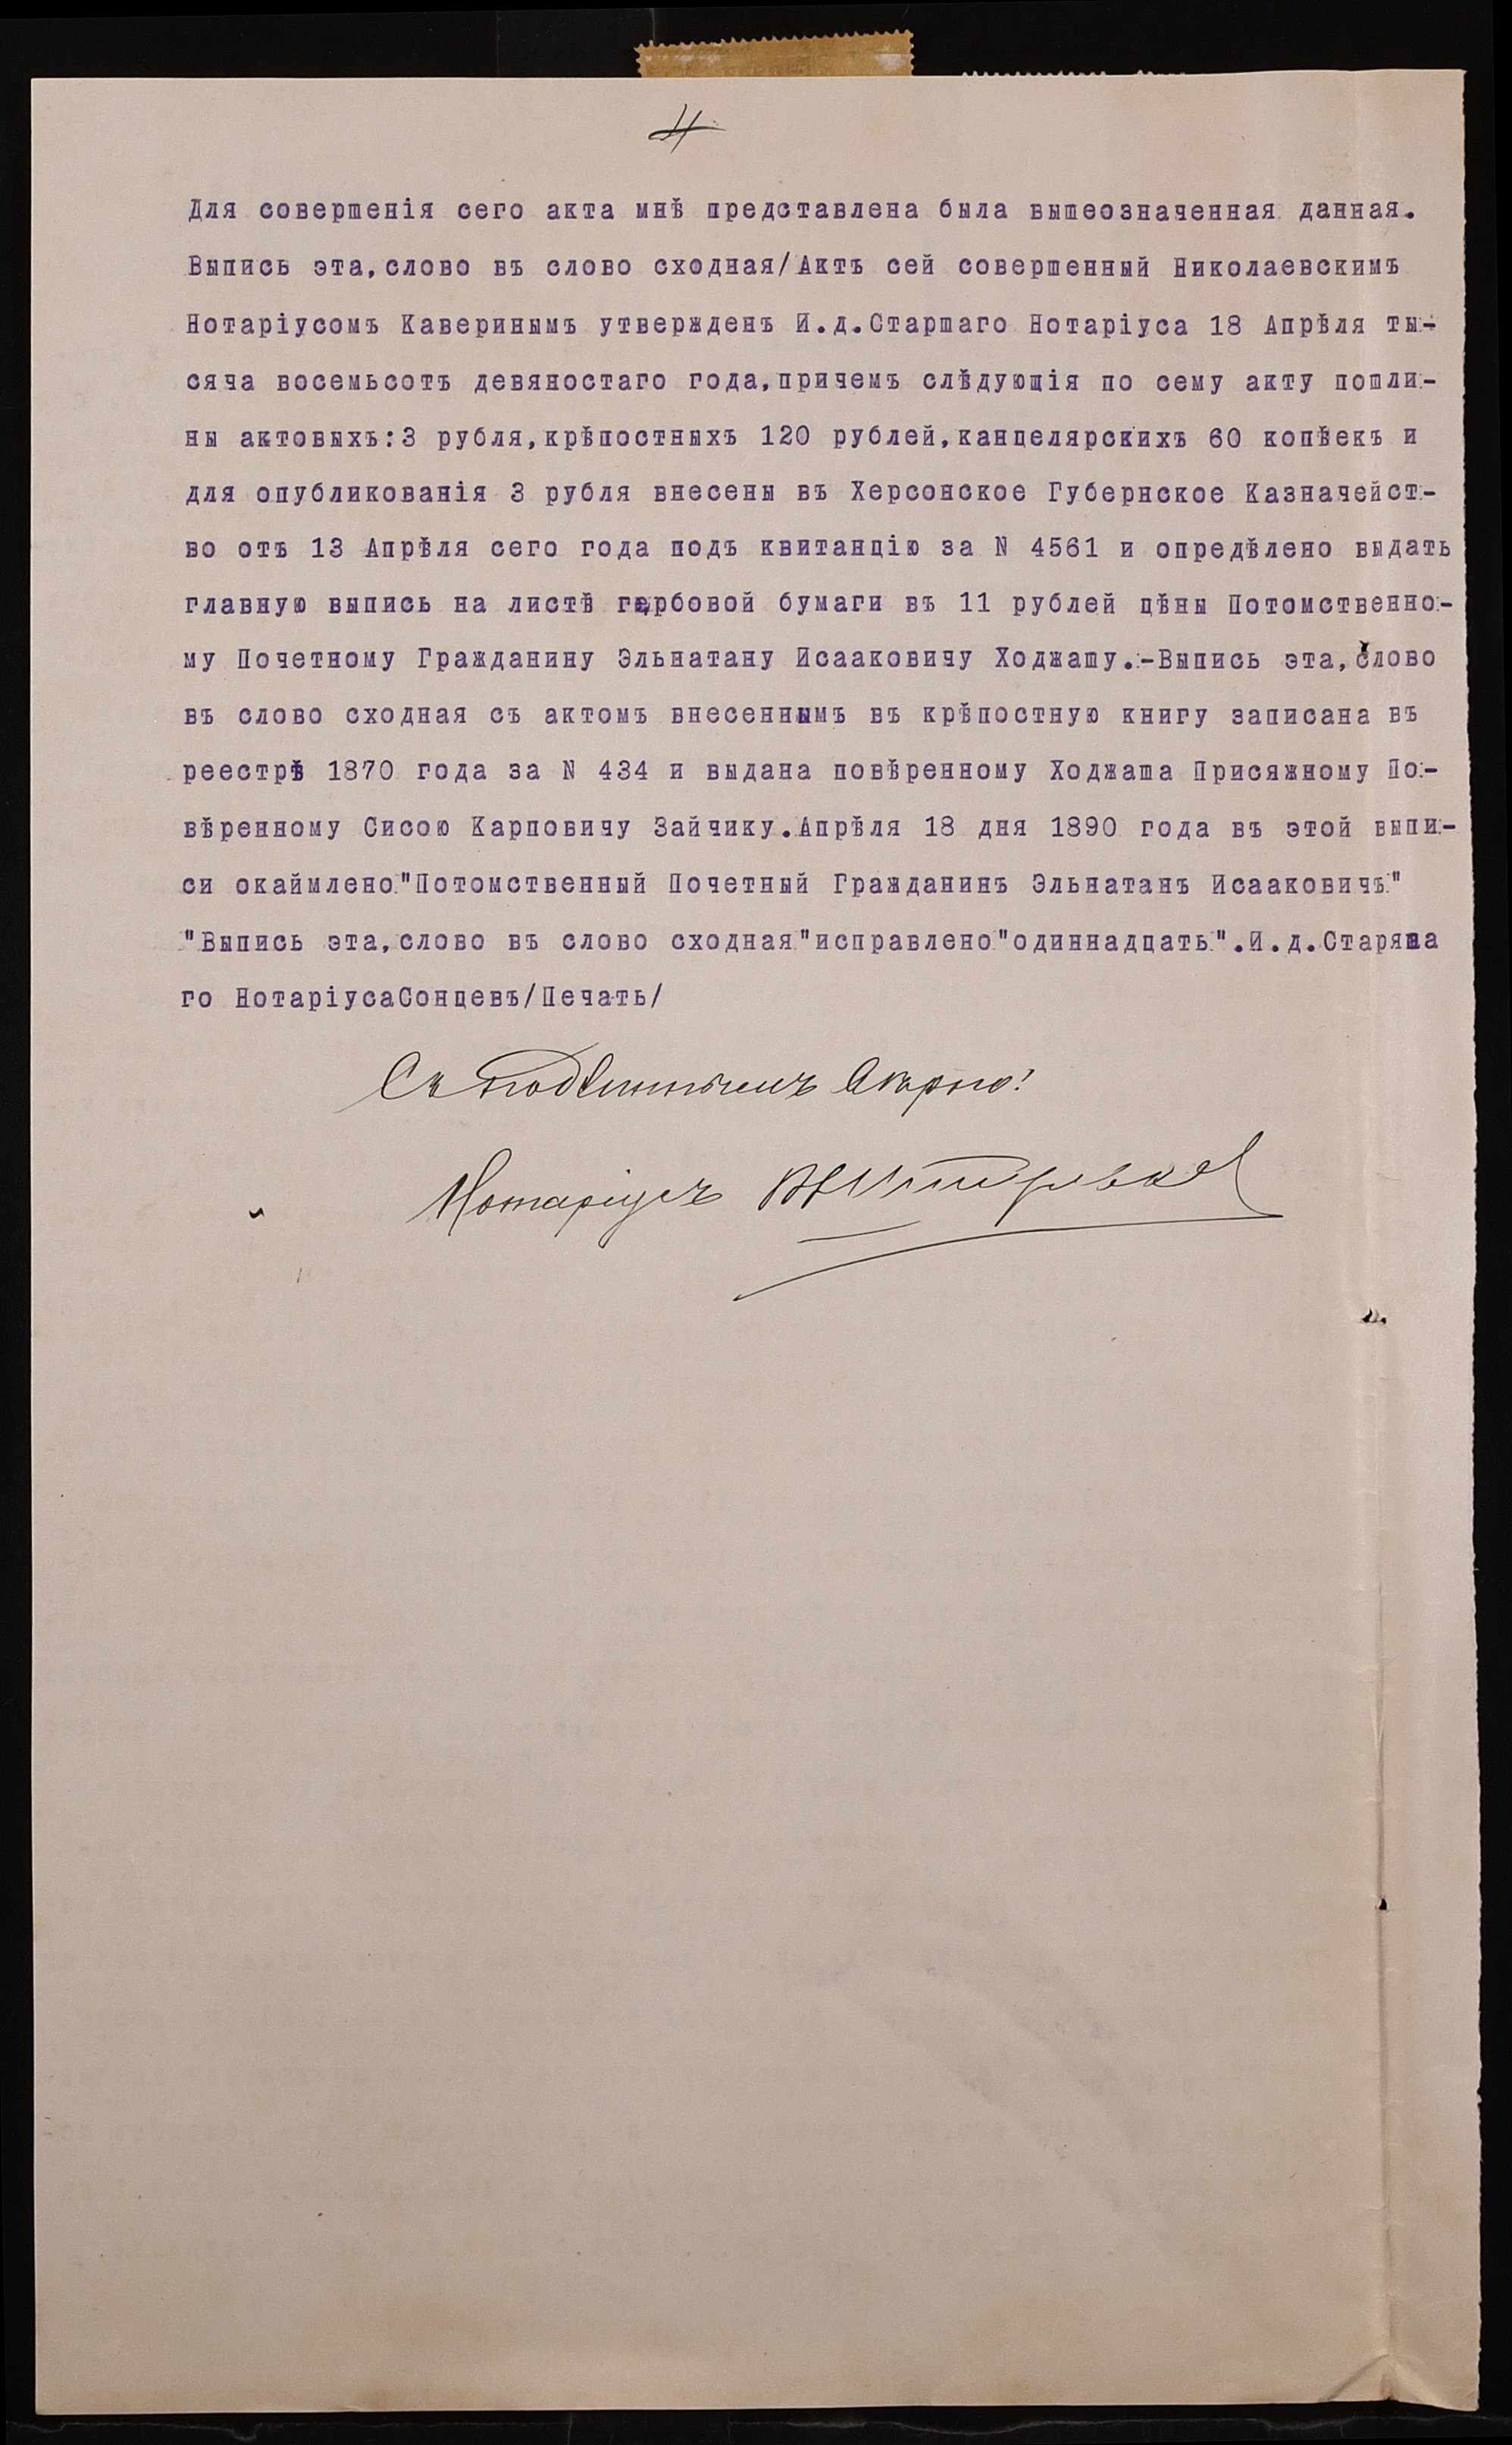 4
Для совершенія сего акта мнѣ представлена была вышеозначенная данная.
Выпись эта,слово въ слово сходная/Актъ сей совершенный Николаевскимъ
Нотаріусомъ Каверинымъ утвержденъ И.д.Старшаго Нотаріуса 18 Апрѣля ты-
сяча восемьсотъ девяностаго года,причемъ слѣдующія по сему акту пошли-
ны актовыхъ:3 рубля,крѣпостныхъ 120 рублей,канцелярскихъ 60 копѣекъ и
для опубликованія 3 рубля внесены въ Херсонское Губернское Казначейст-
во отъ 13 Апрѣля сего года подъ квитанцію за N 4561 и опредѣлено выдать
главную выпись на листѣ гербовой бумаги въ 11 рублей цѣны Потомственно-
му Почетному Гражданину Эльнатану Исааковичу Ходжашу.-Выпись эта,слово
въ слово сходная съ актомъ внесеннымъ въ крѣпостную книгу записана въ
реестрѣ 1870 года за N 434 и выдана повѣренному Ходжаша Присяжному По-
вѣренному Сисою Карповичу Зайчику.Апрѣля 18 дня 1890 года въ этой выпи-
си окаймлено"Потомственный Почетный Гражданинъ Эльнатанъ Исааковичъ"
"Выпись эта,слово въ слово сходная"исправлено"одиннадцать".И.д.Старша
го НотаріусаСонцевъ/Печать/
Съ подлиннымъ вѣрно!
Нотаріусъ